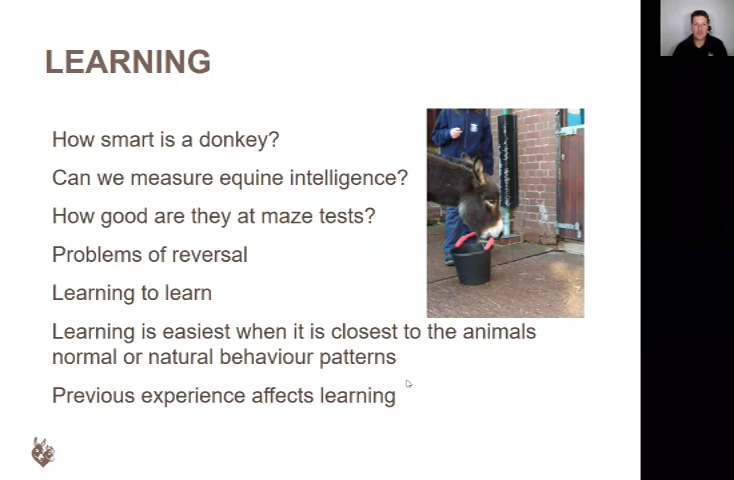 LEARNING
How smart is a donkey?
Can we measure equine intelligence?
How good are they at maze tests?
Problems of reversal
Learning to learn
Learning is easiest when it is closest to the animals
normal or natural behaviour patterns
Previous experience affects learning